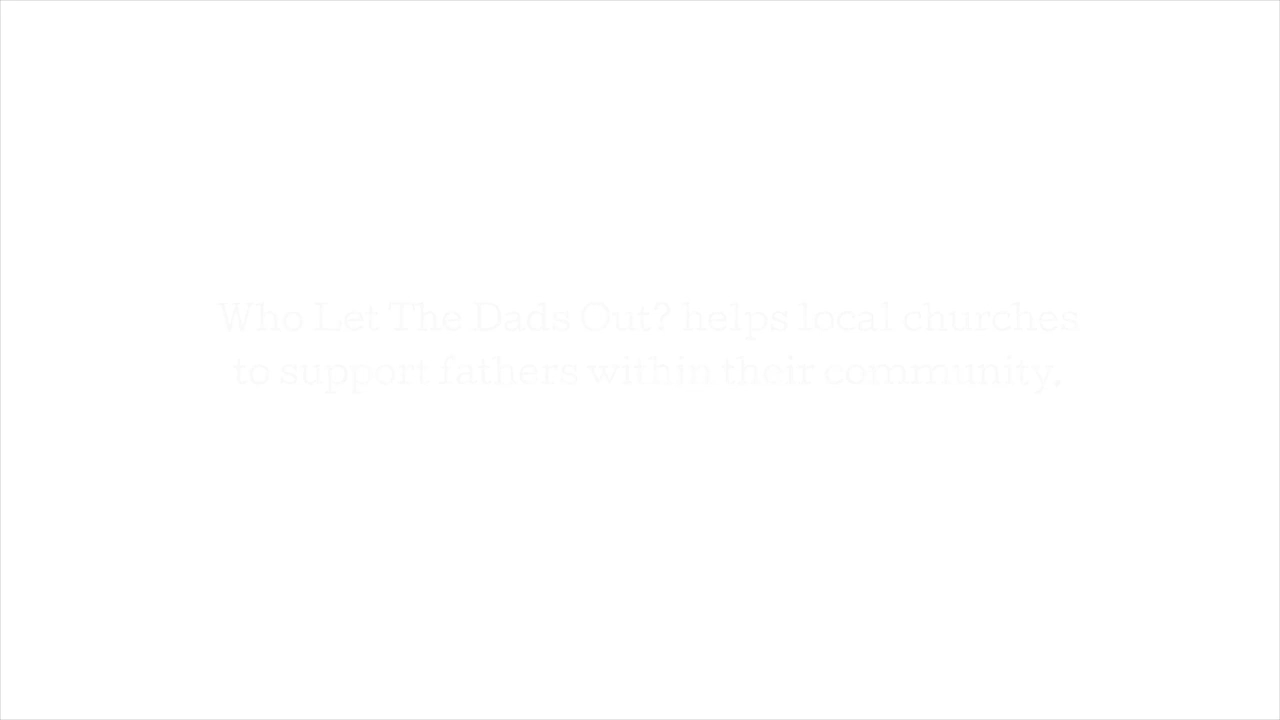 Who Let The Dads Out? helps local churches
to support fathers within their community.